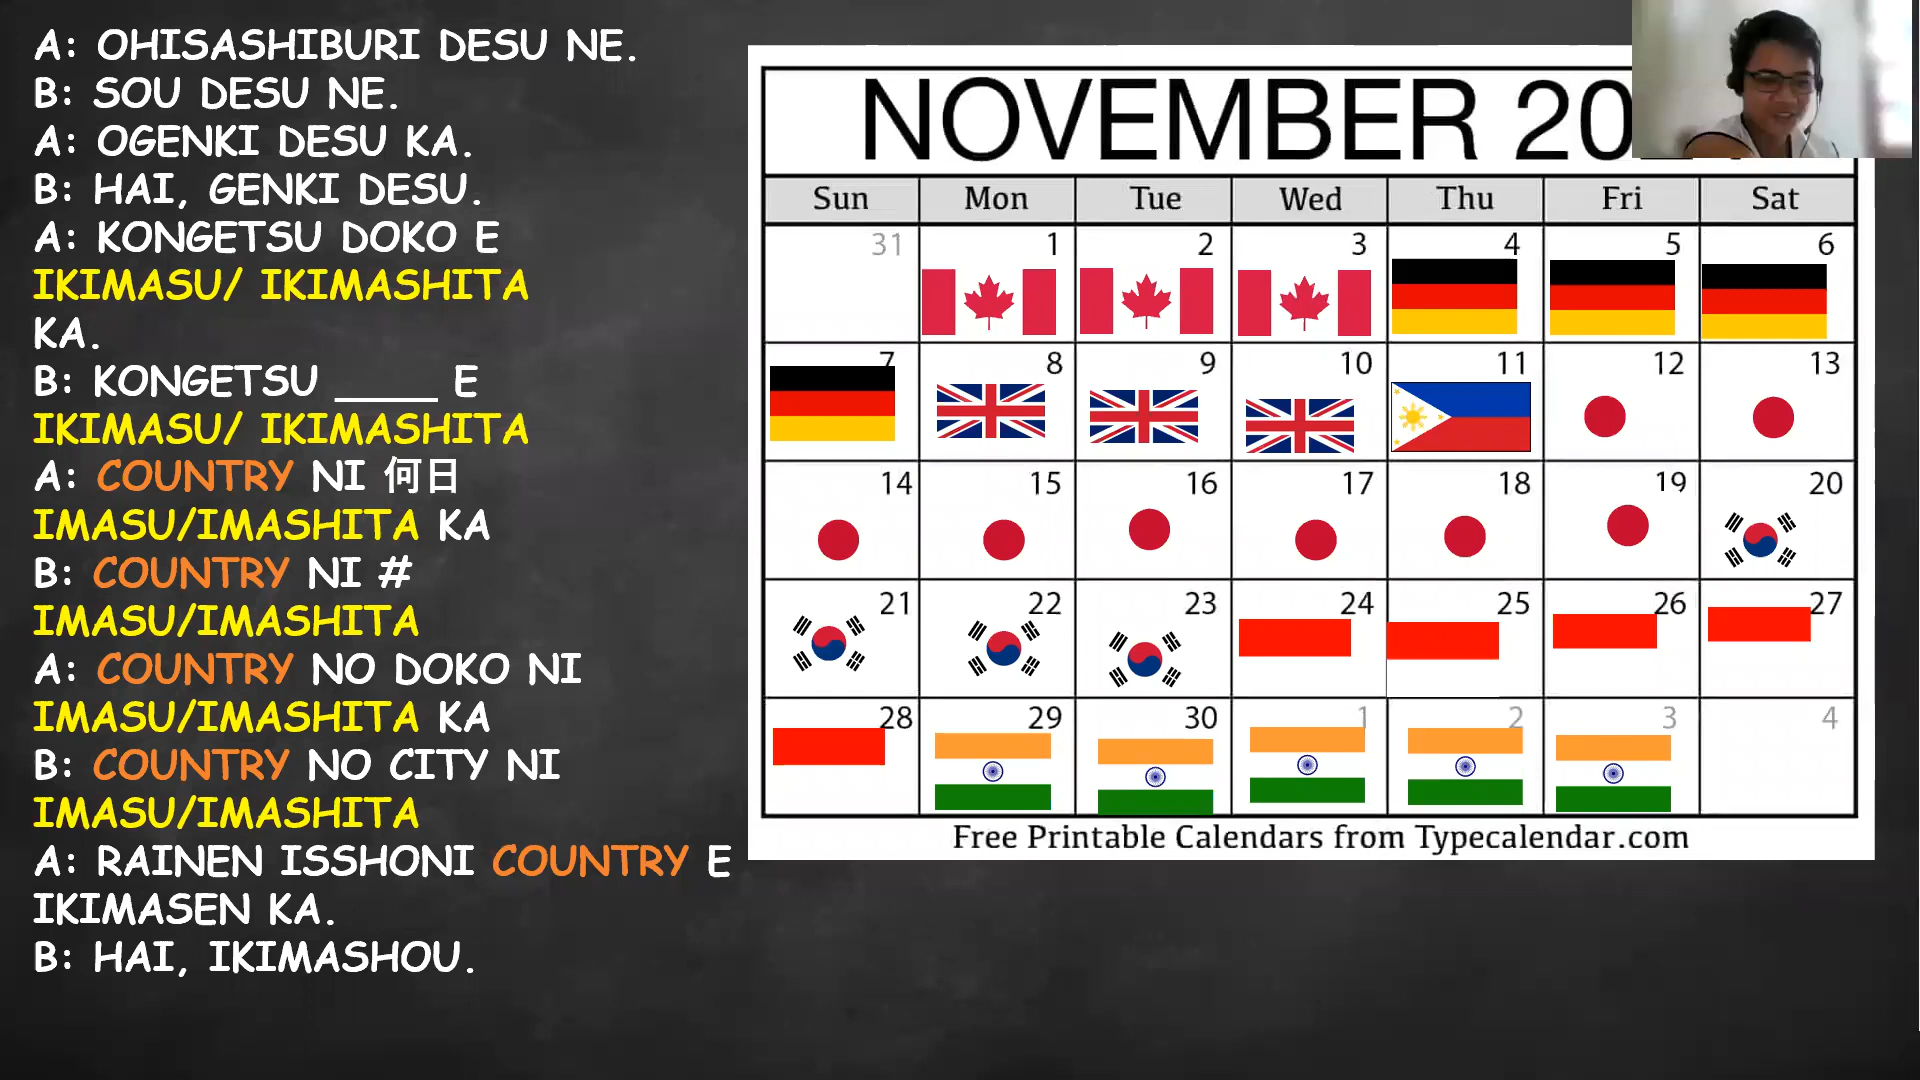 A: OHISASHIBURI DESU NE.
B: SOU DESU NE.
A: OGENKI DESU KA.
B: HAI, GENKI DESU.
A: KONGETSU DOKO E
IKIMASU/ IKIMASHITA
KA.
B: KONGETSU ____ E
IKIMASU/ IKIMASHITA
A: COUNTRY NI 何日
IMASU/IMASHITA KA
B: COUNTRY NI #
IMASU/IMASHITA
A: COUNTRY NO DOKO NI
IMASU/IMASHITA KA
B: COUNTRY NO CITY NI
IMASU/IMASHITA
A: RAINEN ISSHONI COUNTRY E
IKIMASEN KA.
B: HAI, IKIMASHOU.
NOVEMBER 20
Sun Mon Tue Wed Thu Fri Sat
31 1 2 3 4 5 6
7 8 9 10 11 12 13
14 15 16 17 18 19 20
21 22 23 24 25 26 27
28 29 30 1 2 3 4
Free Printable Calendars from Typecalendar.com